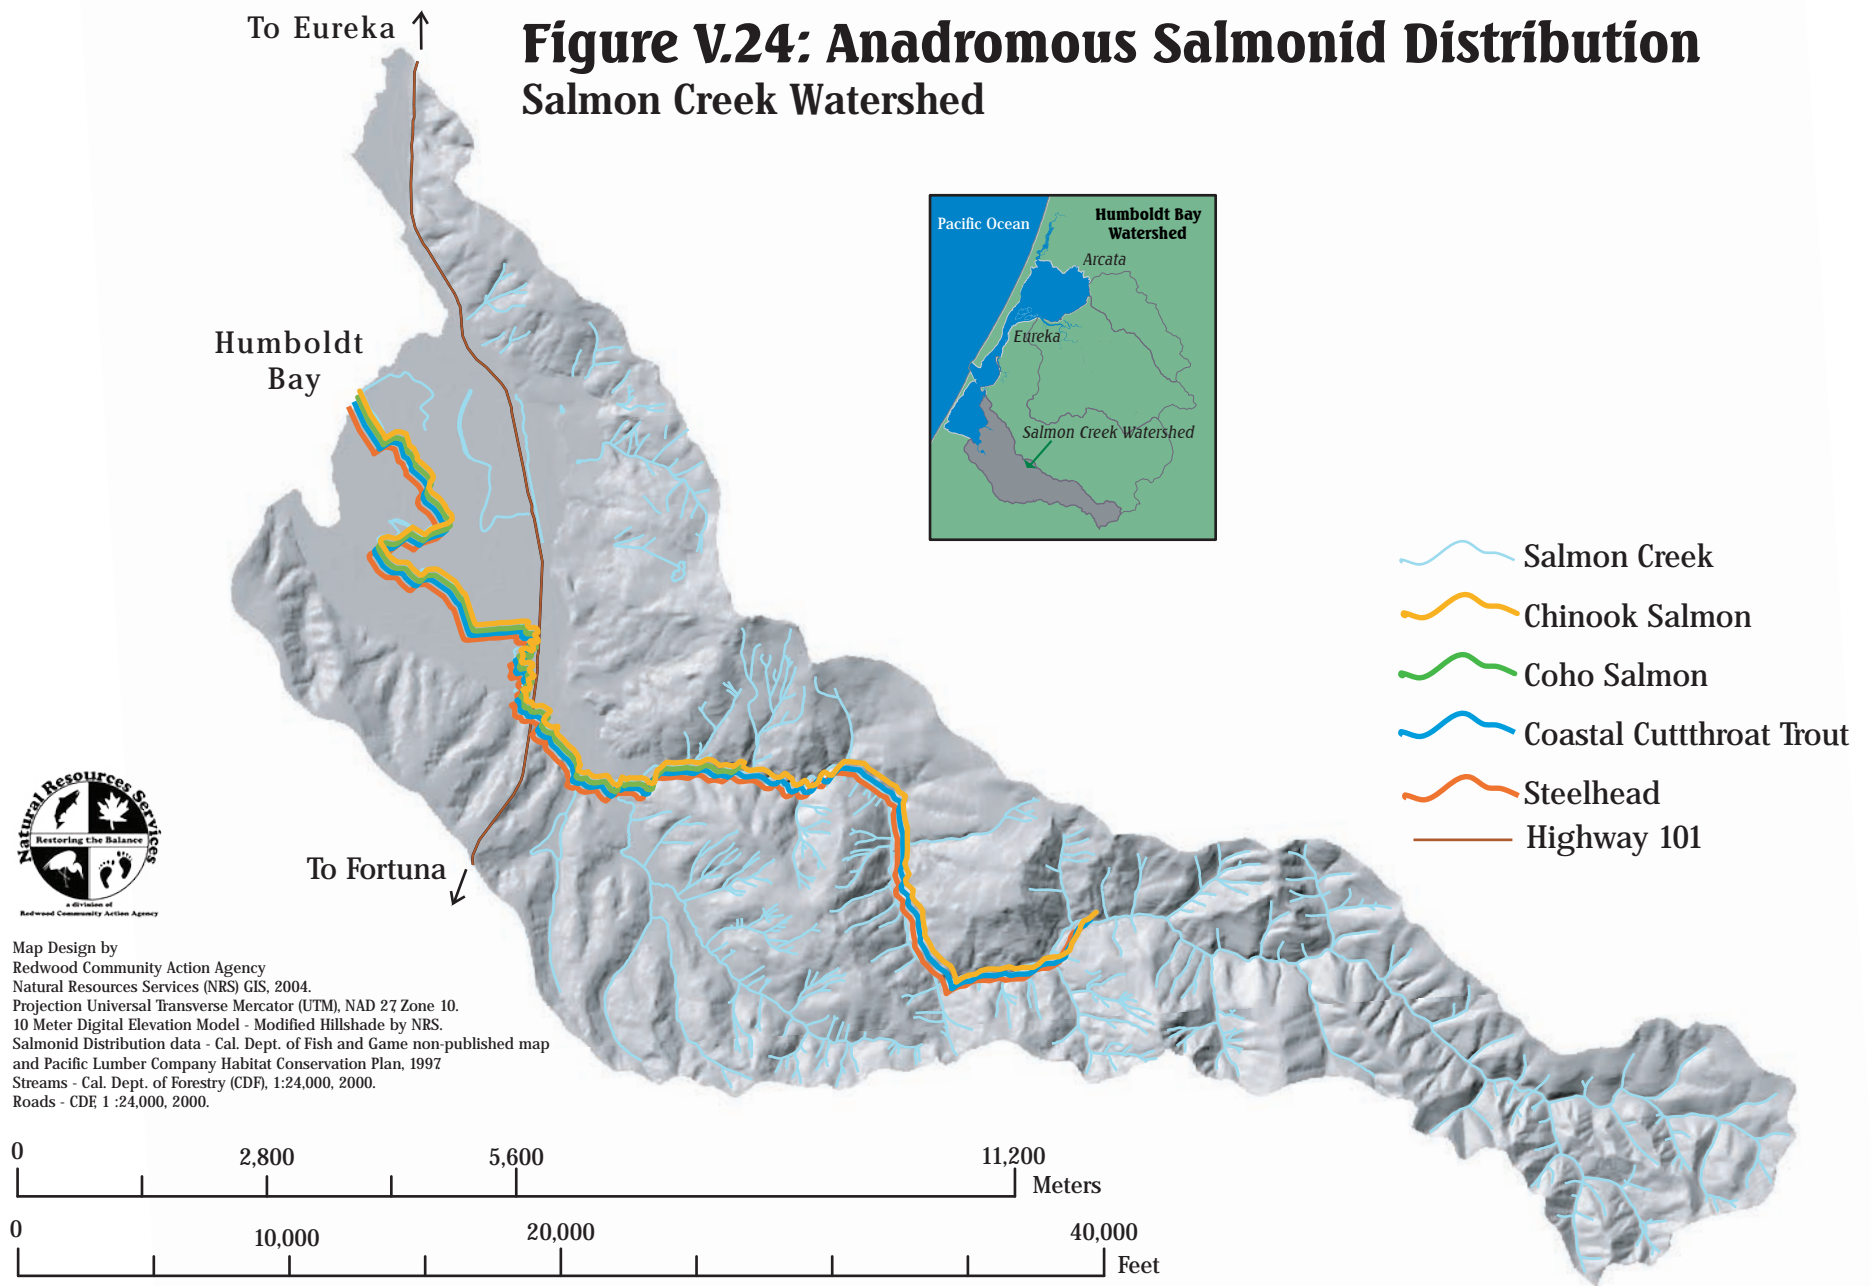 To Eureka
Figure V.24: Anadromous Salmonid Distribution
Salmon Creek Watershed
Pacific Ocean
Humboldt Bay
Watershed
Arcata
Eureka
Salmon Creek Watershed
Humboldt
Bay
Salmon Creek
Chinook Salmon
Coho Salmon
Coastal Cuttthroat Trout
Steelhead
Highway 101
To Fortuna
Natural Resources Services
Restoring the Balance
a division of
Redwood Community Action Agency
Map Design by
Redwood Community Action Agency
Natural Resources Services (NRS) GIS, 2004.
Projection Universal Transverse Mercator (UTM), NAD 27, Zone 10.
10 Meter Digital Elevation Model - Modified Hillshade by NRS.
Salmonid Distribution data - Cal. Dept. of Fish and Game non-published map
and Pacific Lumber Company Habitat Conservation Plan, 1997.
Streams - Cal. Dept. of Forestry (CDF), 1:24,000, 2000.
Roads - CDF, 1 :24,000, 2000.
0 2,800 5,600 11,200
Meters
0 10,000 20,000 40,000
Feet